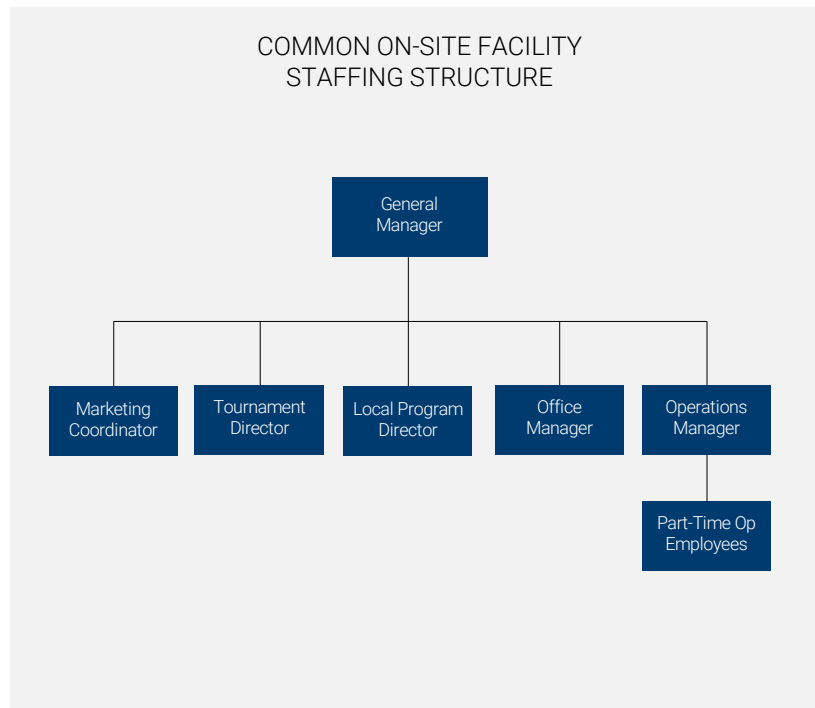 COMMON ON-SITE FACILITY
STAFFING STRUCTURE
General
Manager
Marketing
Coordinator
Tournament
Director
Local Program
Director
Office
Manager
Operations
Manager
Part-Time Op
Employees